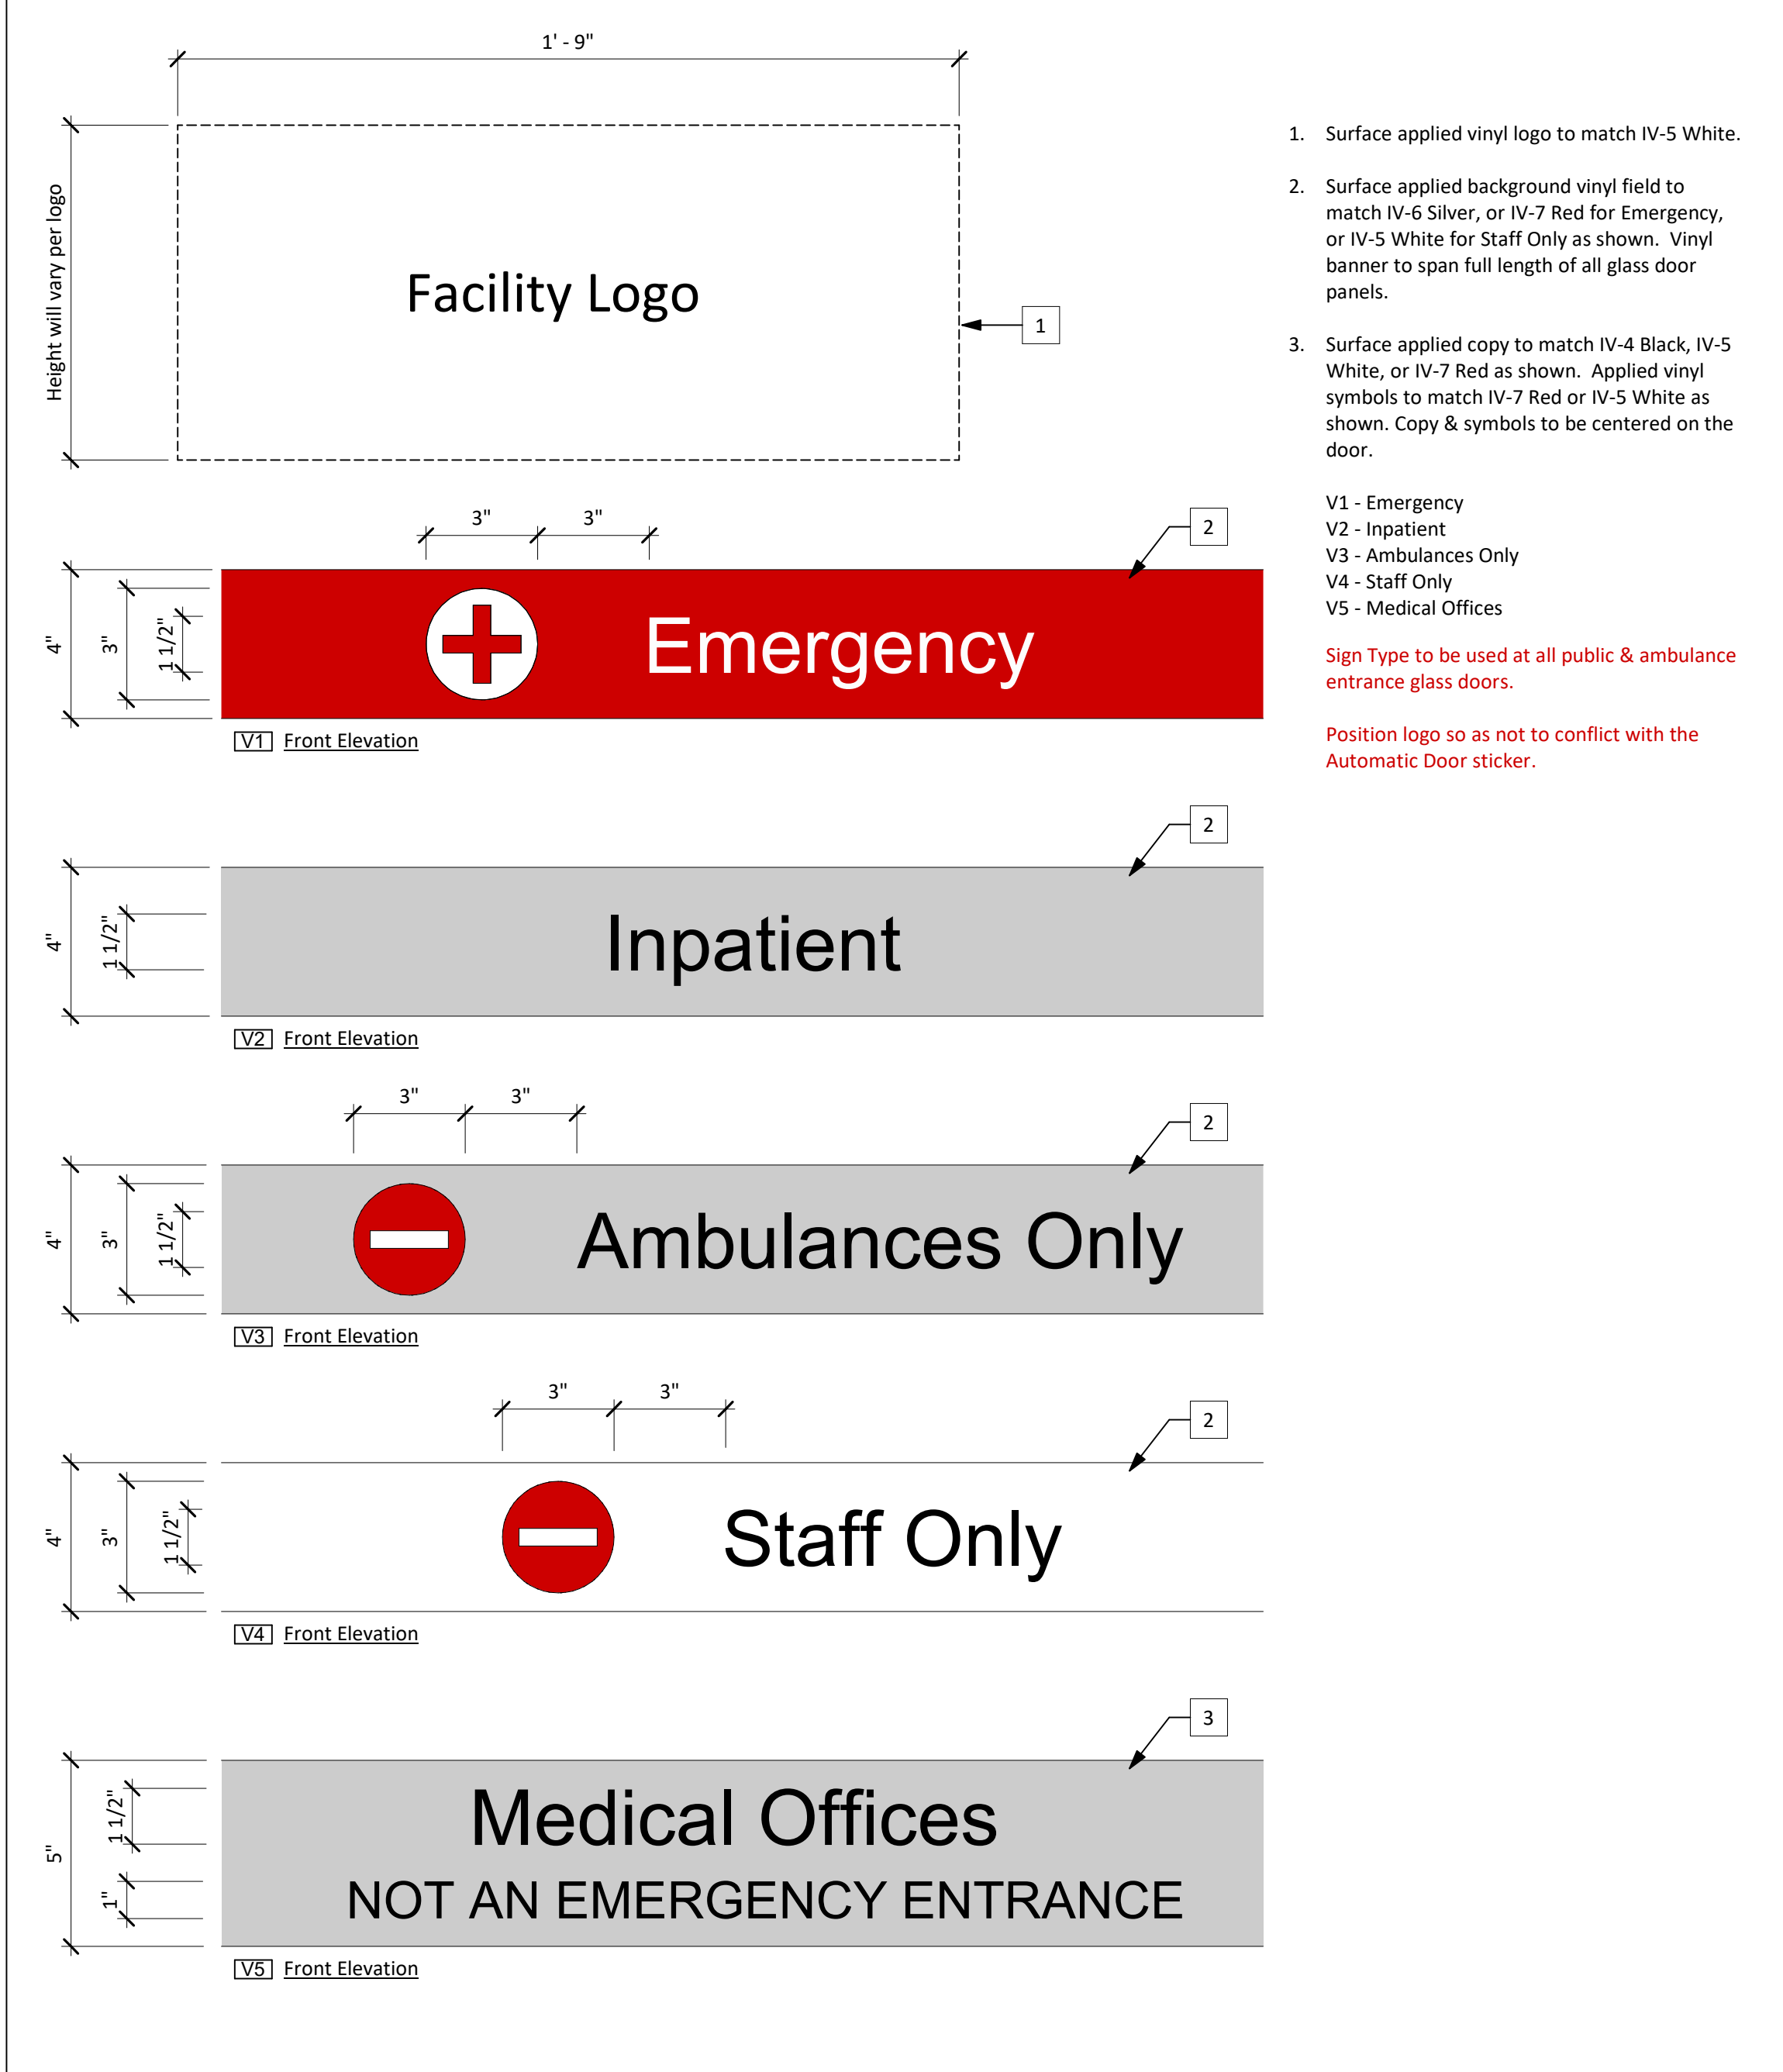 1' - 9"
Height will vary per logo
Facility Logo
1
1. Surface applied vinyl logo to match IV-5 White.
2. Surface applied background vinyl field to
match IV-6 Silver, or IV-7 Red for Emergency,
or IV-5 White for Staff Only as shown.  Vinyl
banner to span full length of all glass door
panels.
3. Surface applied copy to match IV-4 Black, IV-5
White, or IV-7 Red as shown.  Applied vinyl
symbols to match IV-7 Red or IV-5 White as
shown. Copy & symbols to be centered on the
door.
V1 - Emergency
V2 - Inpatient
V3 - Ambulances Only
V4 - Staff Only
V5 - Medical Offices
Sign Type to be used at all public & ambulance
entrance glass doors.
Position logo so as not to conflict with the
Automatic Door sticker.
3" 3"
2
4" 3" 1 1/2"
Emergency
V1 Front Elevation
2
4" 1 1/2"
Inpatient
V2 Front Elevation
3" 3"
2
4" 3" 1 1/2"
Ambulances Only
V3 Front Elevation
3" 3"
2
4" 3" 1 1/2"
Staff Only
V4 Front Elevation
3
5" 1 1/2" 1"
Medical Offices
NOT AN EMERGENCY ENTRANCE
V5 Front Elevation